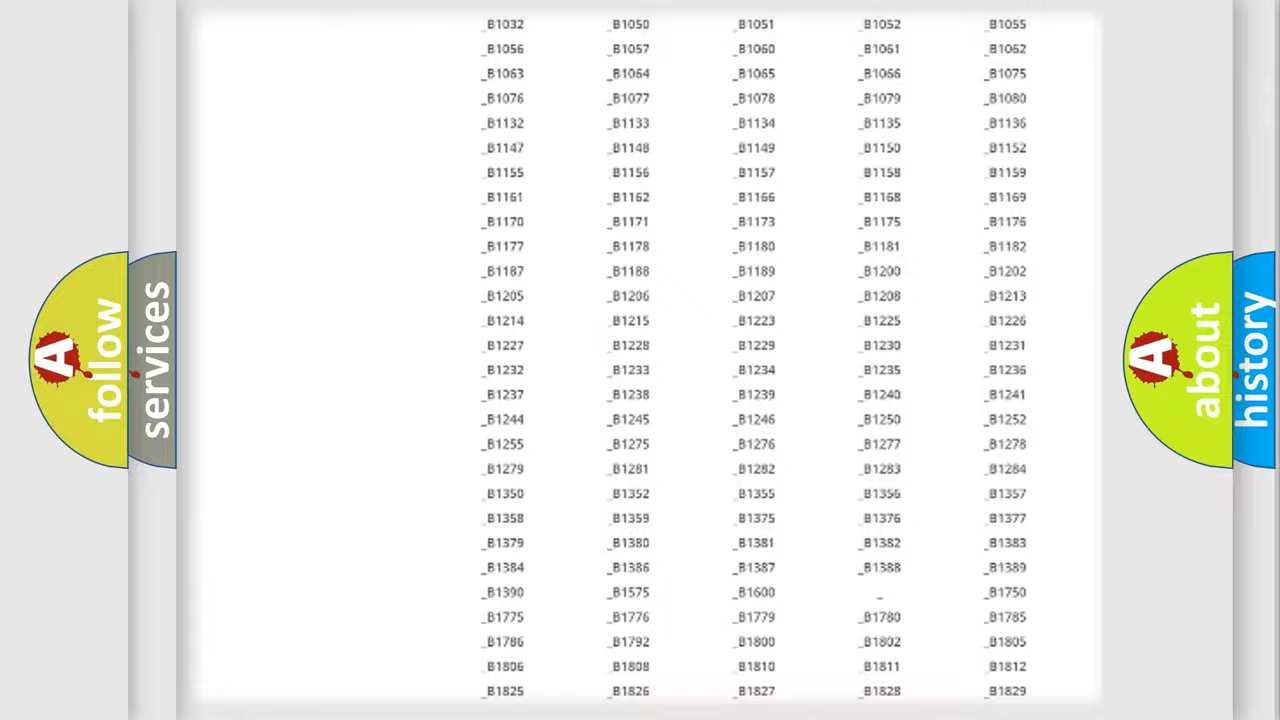 _B1032 _B1050 _B1051 _B1052 _B1055
_B1056 _B1057 _B1060 _B1061 _B1062
_B1063 _B1064 _B1065 _B1066 _B1075
_B1076 _B1077 _B1078 _B1079 _B1080
_B1132 _B1133 _B1134 _B1135 _B1136
_B1147 _B1148 _B1149 _B1150 _B1152
_B1155 _B1156 _B1157 _B1158 _B1159
_B1161 _B1162 _B1166 _B1168 _B1169
_B1170 _B1171 _B1173 _B1175 _B1176
_B1177 _B1178 _B1180 _B1181 _B1182
_B1187 _B1188 _B1189 _B1200 _B1202
_B1205 _B1206 _B1207 _B1208 _B1213
_B1214 _B1215 _B1223 _B1225 _B1226
_B1227 _B1228 _B1229 _B1230 _B1231
_B1232 _B1233 _B1234 _B1235 _B1236
_B1237 _B1238 _B1239 _B1240 _B1241
_B1244 _B1245 _B1246 _B1250 _B1252
_B1255 _B1275 _B1276 _B1277 _B1278
_B1279 _B1281 _B1282 _B1283 _B1284
_B1350 _B1352 _B1355 _B1356 _B1357
_B1358 _B1359 _B1375 _B1376 _B1377
_B1379 _B1380 _B1381 _B1382 _B1383
_B1384 _B1386 _B1387 _B1388 _B1389
_B1390 _B1575 _B1600 _ _B1750
_B1775 _B1776 _B1779 _B1780 _B1785
_B1786 _B1792 _B1800 _B1802 _B1805
_B1806 _B1808 _B1810 _B1811 _B1812
_B1825 _B1826 _B1827 _B1828 _B1829
A
follow
services
A
about
history